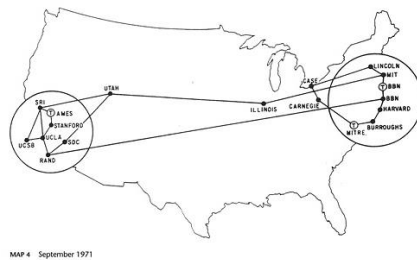 LINCOLN
CASE
MIT
UTAH
T BBN
SRI
BBN
T AMES
ILLINOIS
CARNEGIE
HARVARD
STANFORD
T
MITRE
BURROUGHS
UCLA
SDC
UCSB
RAND
MAP 4 September 1971